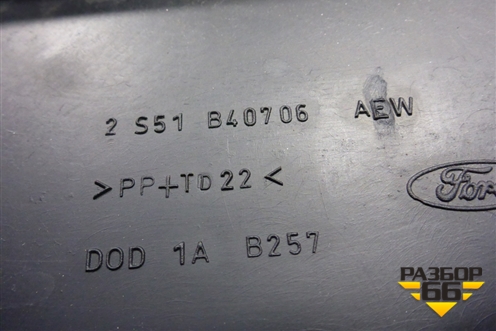 2 S51 B40706 AEW
>PP+TD22<
Ford
DOD 1A B257
РАЗБОР
66